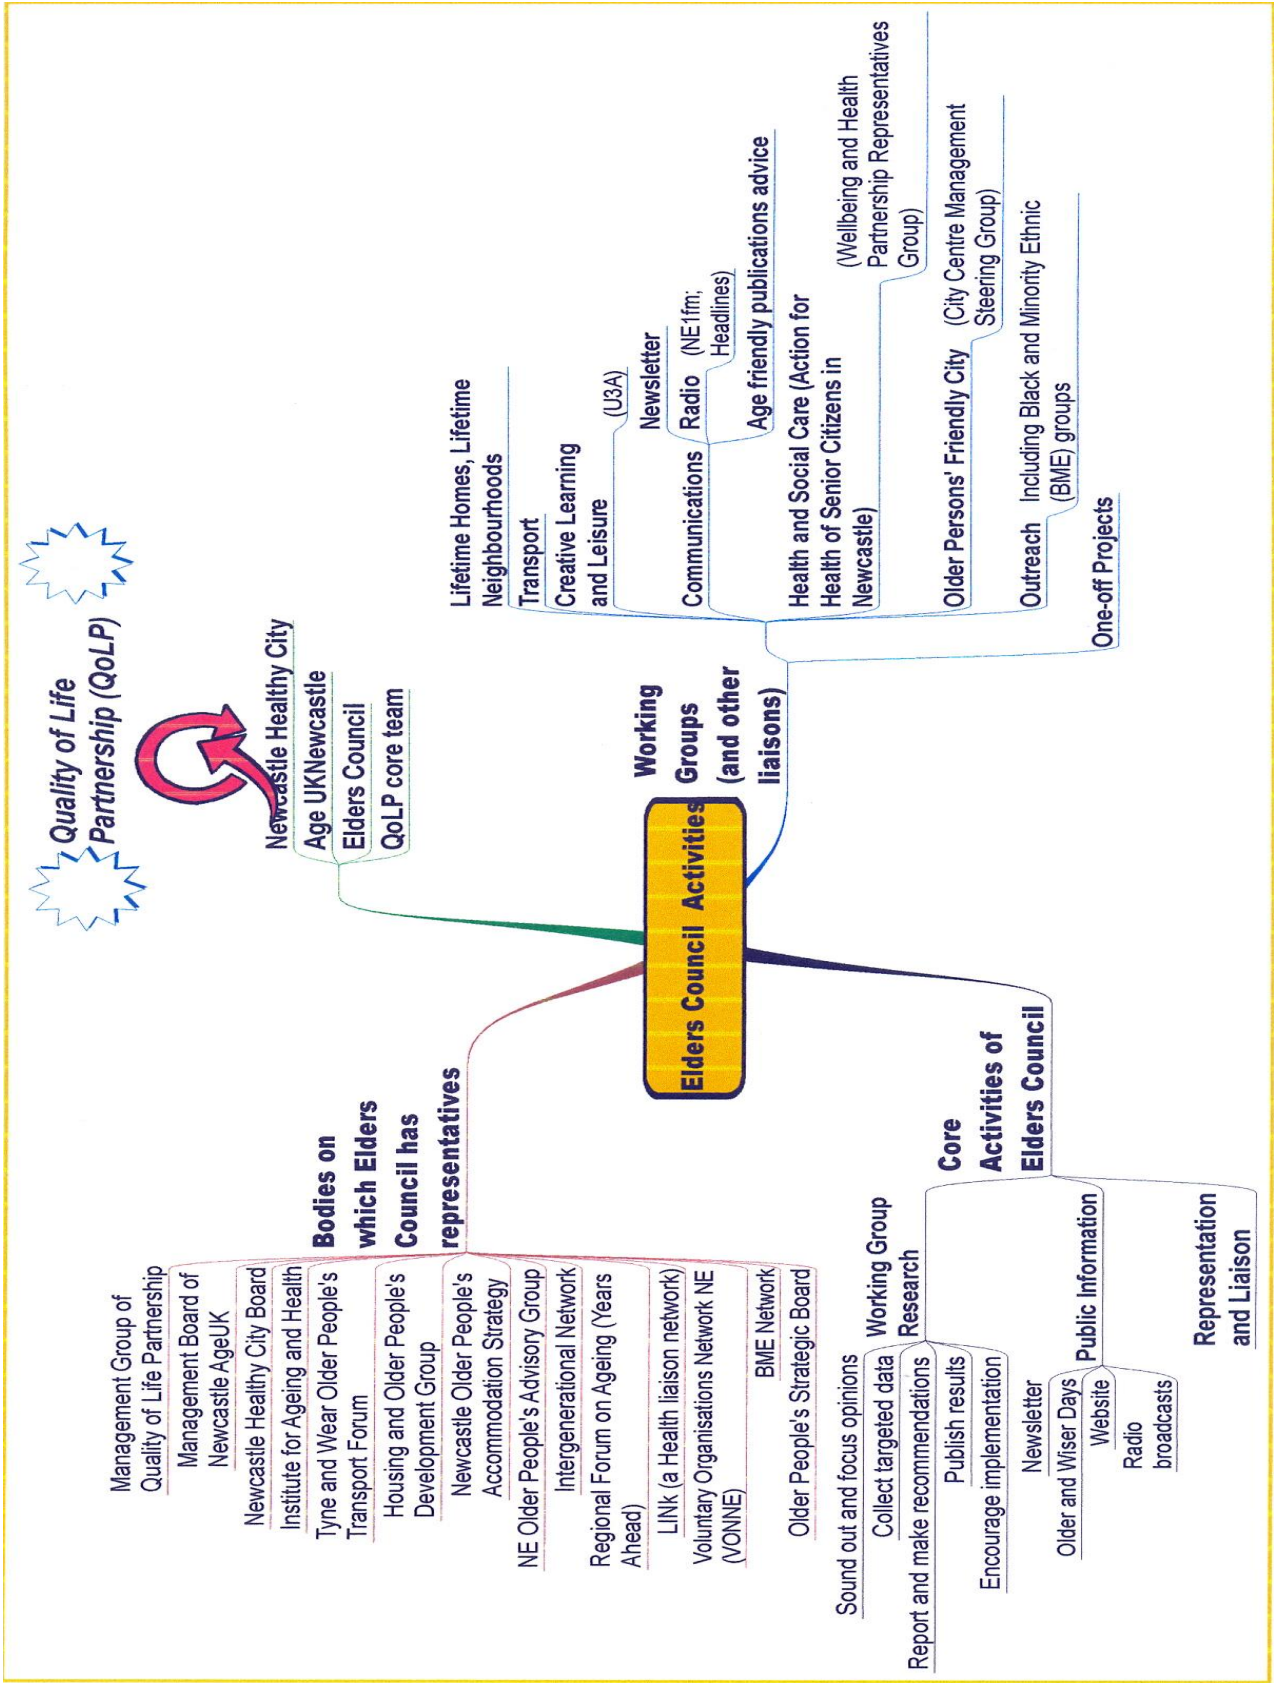 Quality of Life
Partnership (QoLP)
Newcastle Healthy City
Age UKNewcastle
Elders Council
QoLP core team
Elders Council Activities
Working
Groups
(and other
liaisons)
Lifetime Homes, Lifetime
Neighbourhoods
Transport
Creative Learning
and Leisure
(U3A)
Communications
Newsletter
Radio
(NE1fm;
Headlines)
Age friendly publications advice
Health and Social Care (Action for
Health of Senior Citizens in
Newcastle)
(Wellbeing and Health
Partnership Representatives
Group)
Older Persons' Friendly City
(City Centre Management
Steering Group)
Outreach
Including Black and Minority Ethnic
(BME) groups
One-off Projects
Bodies on
which Elders
Council has
representatives
Management Group of
Quality of Life Partnership
Management Board of
Newcastle AgeUK
Newcastle Healthy City Board
Institute for Ageing and Health
Tyne and Wear Older People's
Transport Forum
Housing and Older People's
Development Group
Newcastle Older People's
Accommodation Strategy
NE Older People's Advisory Group
Intergenerational Network
Regional Forum on Ageing (Years
Ahead)
LINk (a Health liaison network)
Voluntary Organisations Network NE
(VONNE)
BME Network
Older People's Strategic Board
Core
Activities of
Elders Council
Working Group
Research
Sound out and focus opinions
Collect targeted data
Report and make recommendations
Publish results
Encourage implementation
Public Information
Newsletter
Older and Wiser Days
Website
Radio
broadcasts
Representation
and Liaison